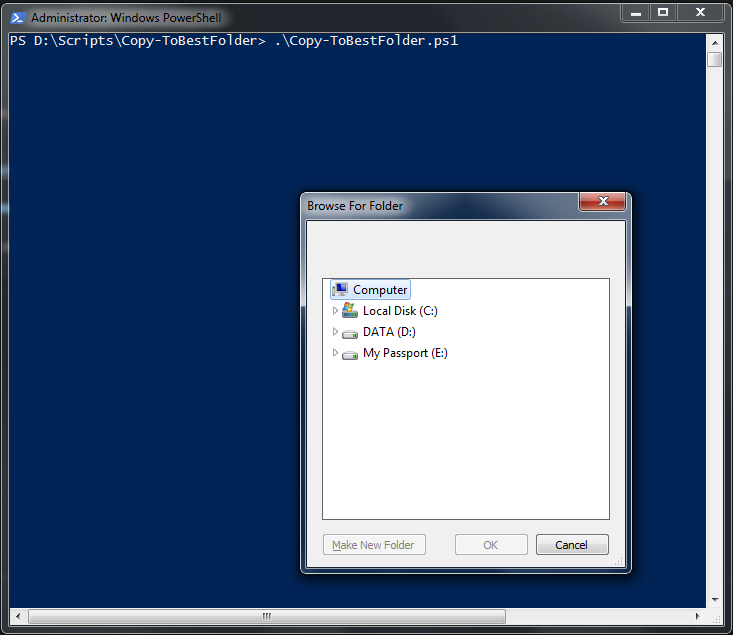 Administrator: Windows PowerShell
PS D:\Scripts\Copy-ToBestFolder> .\Copy-ToBestFolder.ps1
Browse For Folder
Computer
Local Disk (C:)
DATA (D:)
My Passport (E:)
Make New Folder
OK
Cancel